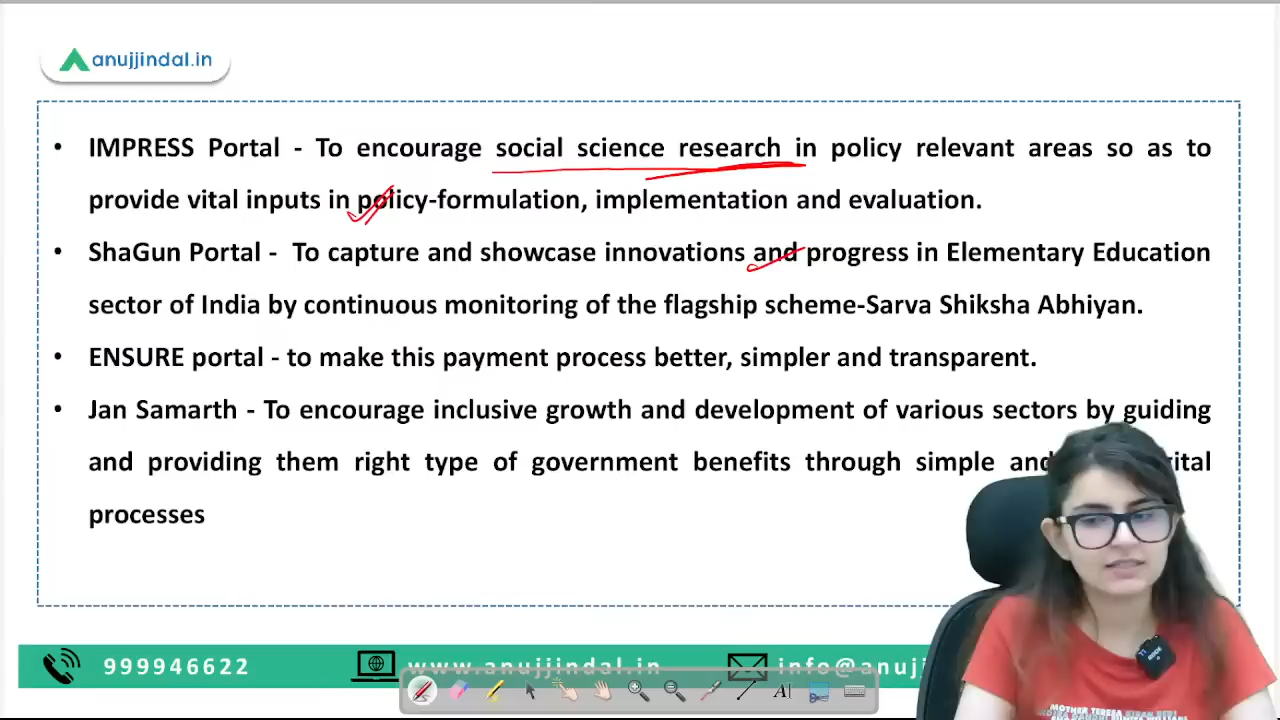 anujjindal.in
• IMPRESS Portal - To encourage social science research in policy relevant areas so as to
provide vital inputs in policy-formulation, implementation and evaluation.
• ShaGun Portal - To capture and showcase innovations and progress in Elementary Education
sector of India by continuous monitoring of the flagship scheme-Sarva Shiksha Abhiyan.
• ENSURE portal - to make this payment process better, simpler and transparent.
• Jan Samarth - To encourage inclusive growth and development of various sectors by guiding
and providing them right type of government benefits through simple and
processes
999946622 www.anujjindal.in info@anujj
A
MOTHER TERESA